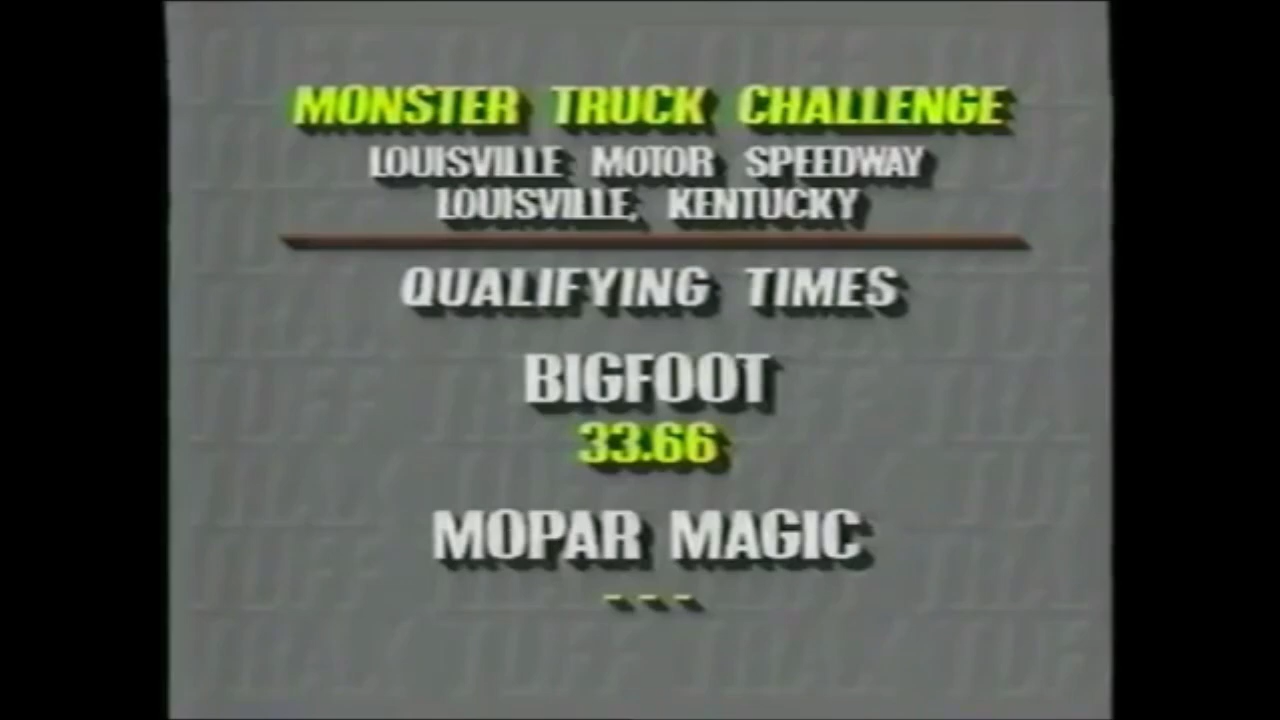 MONSTER TRUCK CHALLENGE
LOUISVILLE MOTOR SPEEDWAY
LOUISVILLE, KENTUCKY
QUALIFYING TIMES
BIGFOOT
33.66
MOPAR MAGIC
---